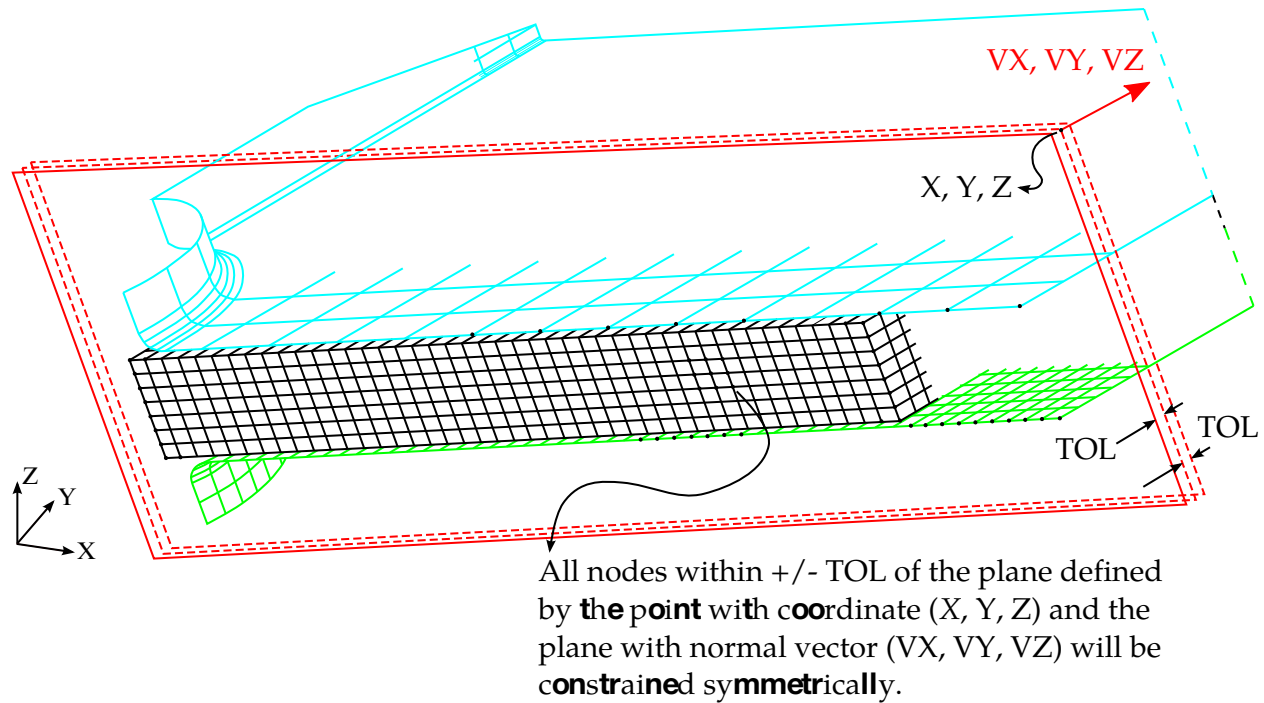 VX, VY, VZ
X, Y, Z
TOL
TOL
Z
Y
X
All nodes within +/- TOL of the plane defined
by the point with coordinate (X, Y, Z) and the
plane with normal vector (VX, VY, VZ) will be
constrained symmetrically.